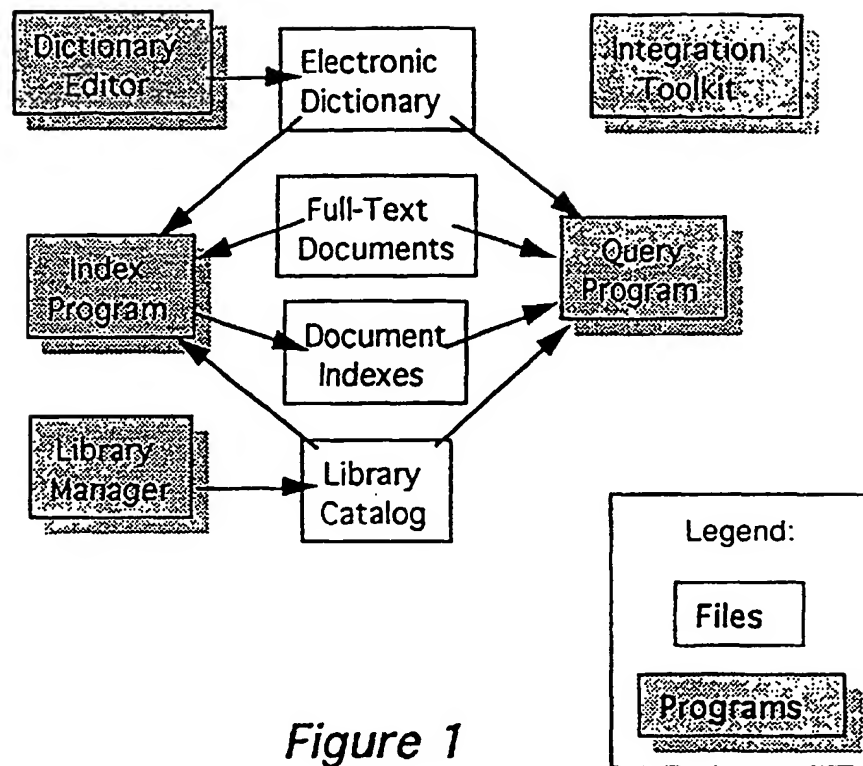 Dictionary
Editor
Electronic
Dictionary
Integration
Toolkit
Full-Text
Documents
Index
Program
Query
Program
Document
Indexes
Library
Manager
Library
Catalog
Legend:
Files
Programs
Figure 1